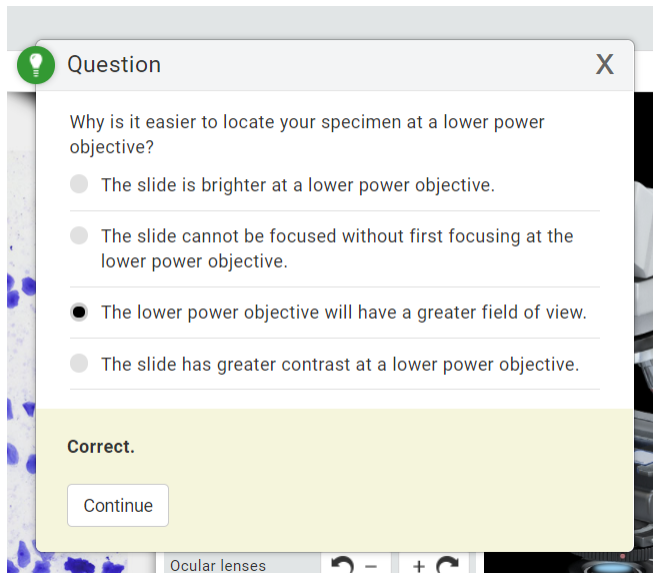 Question
X
Why is it easier to locate your specimen at a lower power
objective?
The slide is brighter at a lower power objective.
The slide cannot be focused without first focusing at the
lower power objective.
The lower power objective will have a greater field of view.
The slide has greater contrast at a lower power objective.
Correct.
Continue
Ocular lenses − +